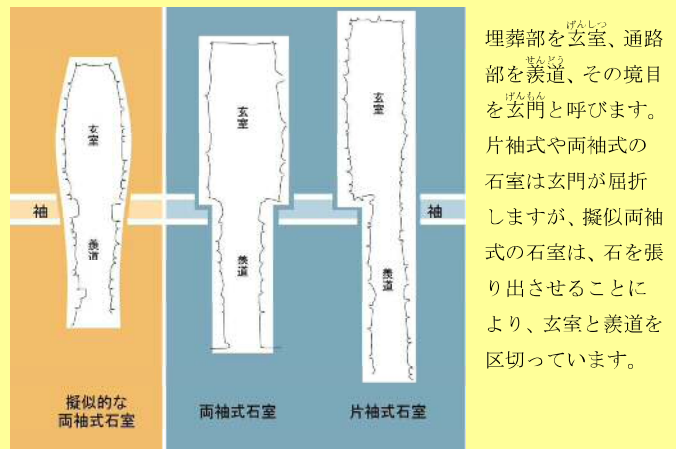 玄室
羨道
玄室
羨道
玄室
羨道
袖
袖
擬似的な
両袖式石室
両袖式石室
片袖式石室
埋葬部を玄室、通路
げんしつ
部を羨道、その境目
せんどう
を玄門と呼びます。
げんもん
片袖式や両袖式の
石室は玄門が屈折
しますが、擬似両袖
式の石室は、石を張
り出させることに
より、玄室と羨道を
区切っています。